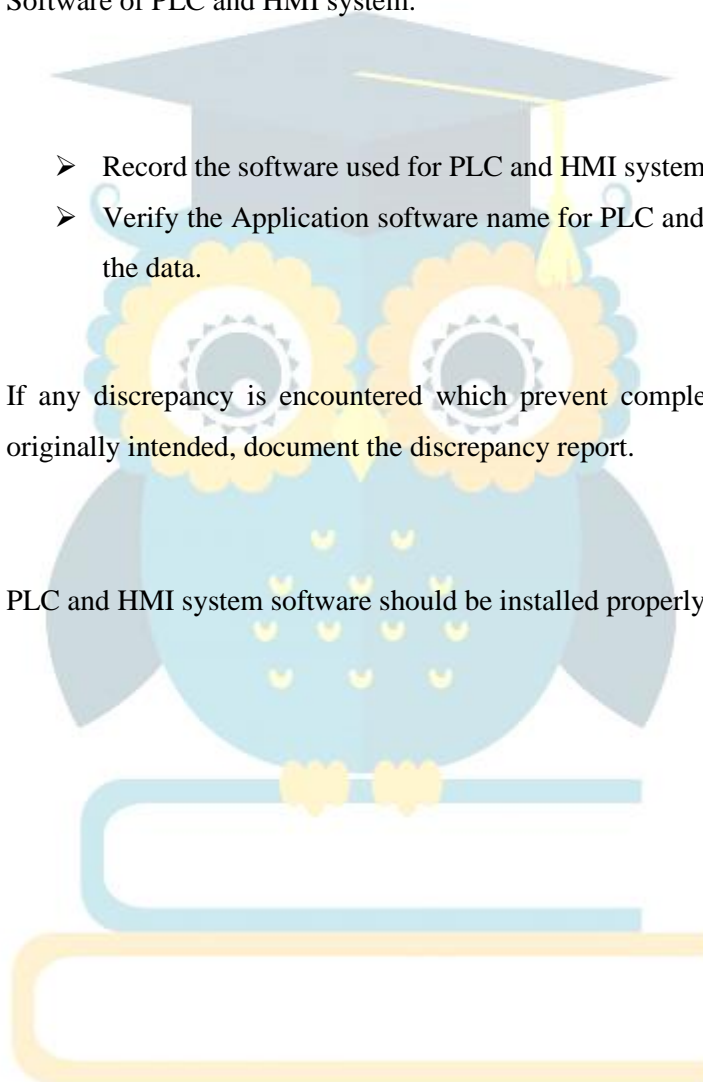 Software of PLC and HMI system.
➢ Record the software used for PLC and HMI system
➢ Verify the Application software name for PLC and
the data.
If any discrepancy is encountered which prevent comple
originally intended, document the discrepancy report.
PLC and HMI system software should be installed properly